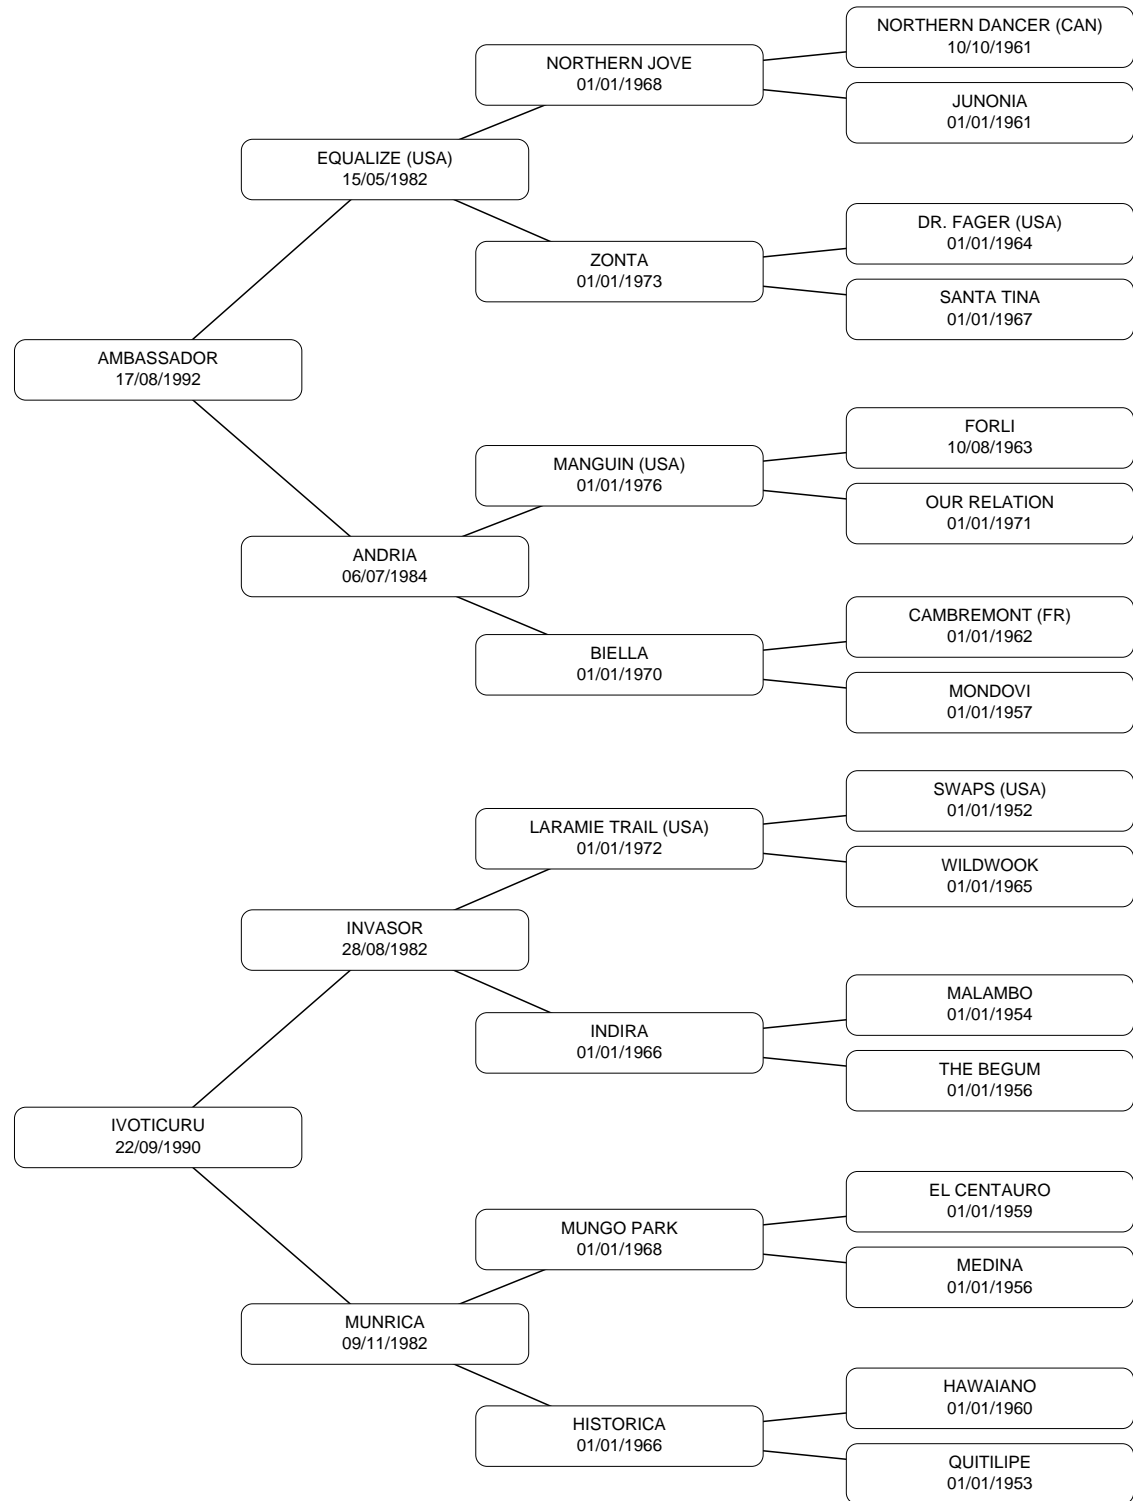 NORTHERN DANCER (CAN)
10/10/1961
NORTHERN JOVE
01/01/1968
JUNONIA
01/01/1961
EQUALIZE (USA)
15/05/1982
DR. FAGER (USA)
01/01/1964
ZONTA
01/01/1973
SANTA TINA
01/01/1967
AMBASSADOR
17/08/1992
FORLI
10/08/1963
MANGUIN (USA)
01/01/1976
OUR RELATION
01/01/1971
ANDRIA
06/07/1984
CAMBREMONT (FR)
01/01/1962
BIELLA
01/01/1970
MONDOVI
01/01/1957
SWAPS (USA)
01/01/1952
LARAMIE TRAIL (USA)
01/01/1972
WILDWOOK
01/01/1965
INVASOR
28/08/1982
MALAMBO
01/01/1954
INDIRA
01/01/1966
THE BEGUM
01/01/1956
IVOTICURU
22/09/1990
EL CENTAURO
01/01/1959
MUNGO PARK
01/01/1968
MEDINA
01/01/1956
MUNRICA
09/11/1982
HAWAIANO
01/01/1960
HISTORICA
01/01/1966
QUITILIPE
01/01/1953